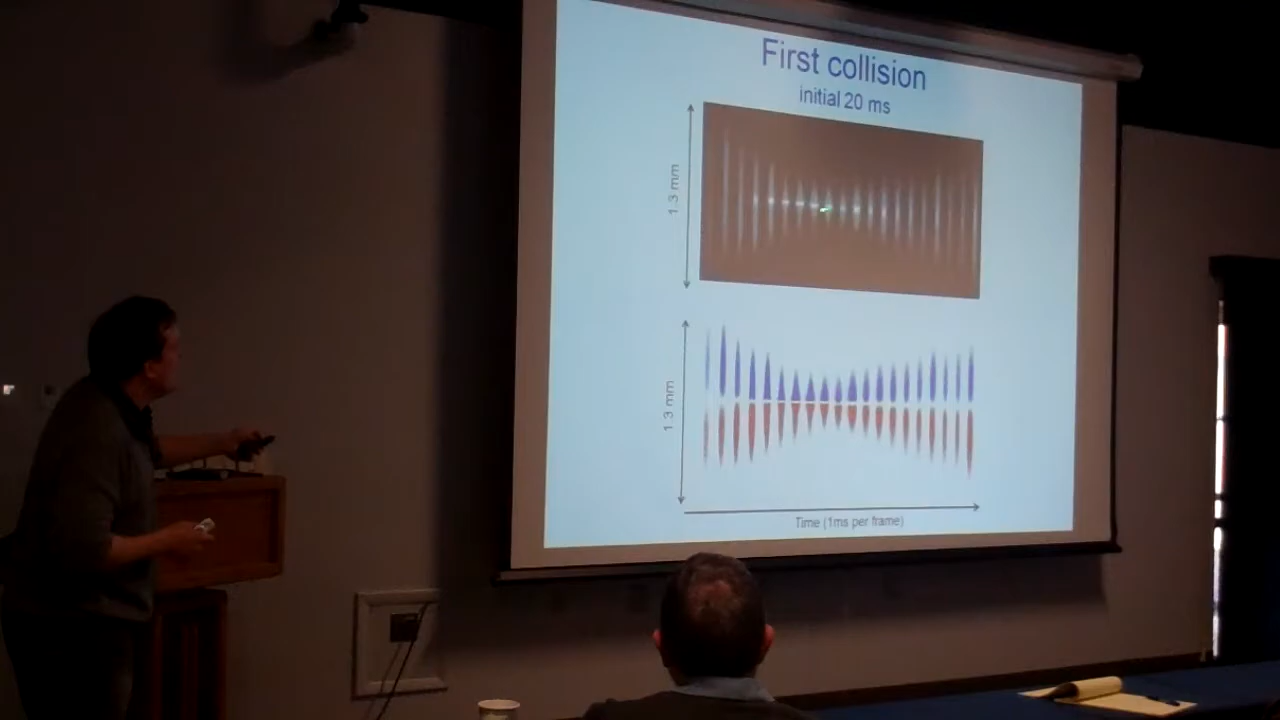 First collision
initial 20 ms
1.3 mm
1.3 mm
Time (1ms per frame)